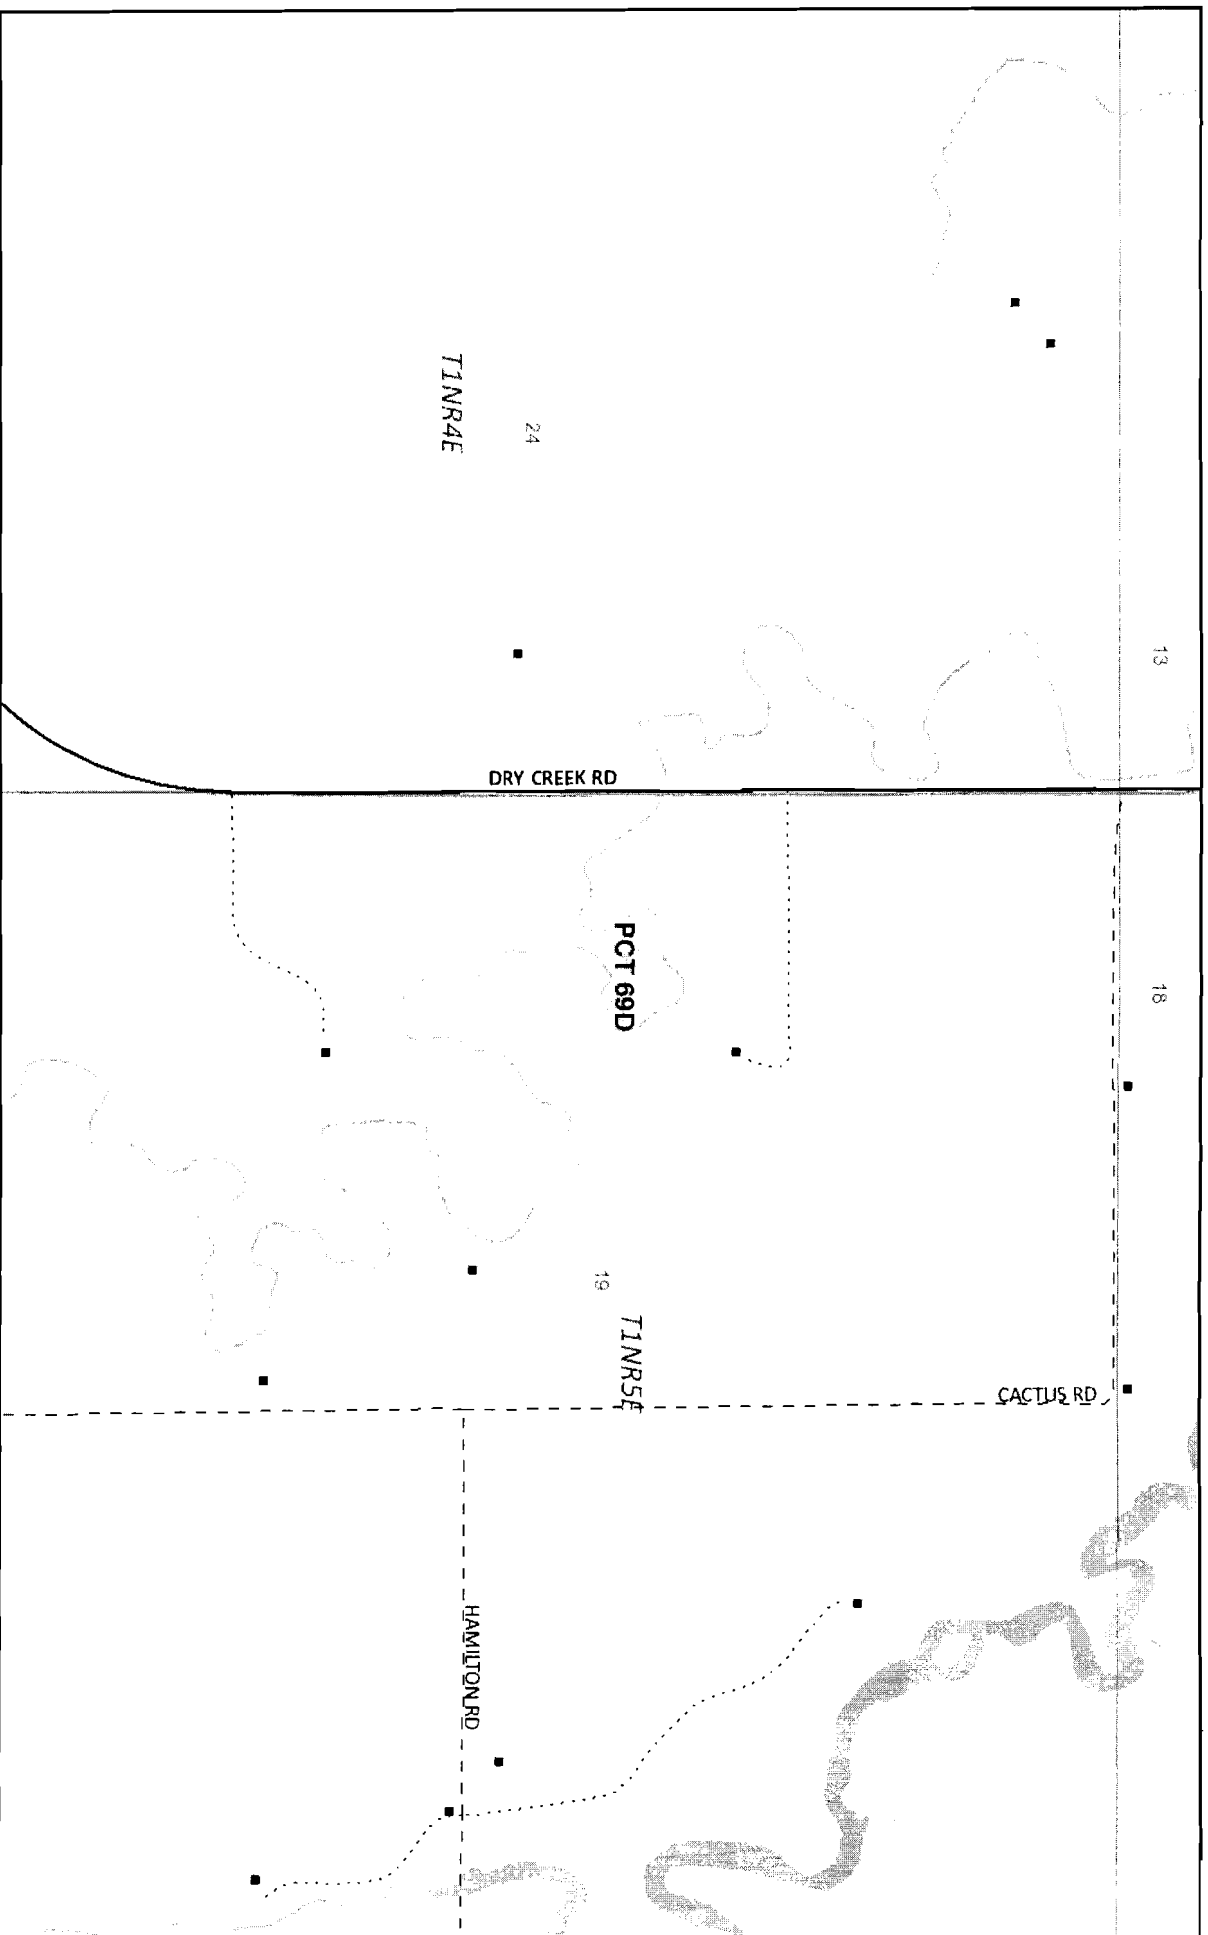 T1NR4E
24
13
DRY CREEK RD
PCT 69D
18
19
T1NR5E
CACTUS RD
HAMILTON RD